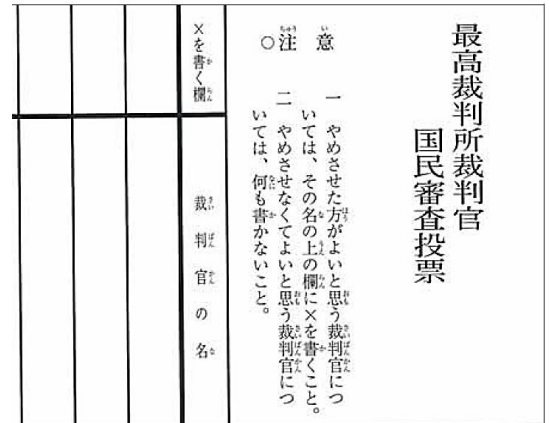 最高裁判所裁判官
国民審査投票
○注意
一 やめさせた方がよいと思う裁判官につ
いては、その名の上の欄に×を書くこと。
二 やめさせなくてよいと思う裁判官につ
いては、何も書かないこと。
×を書く欄
裁判官の名